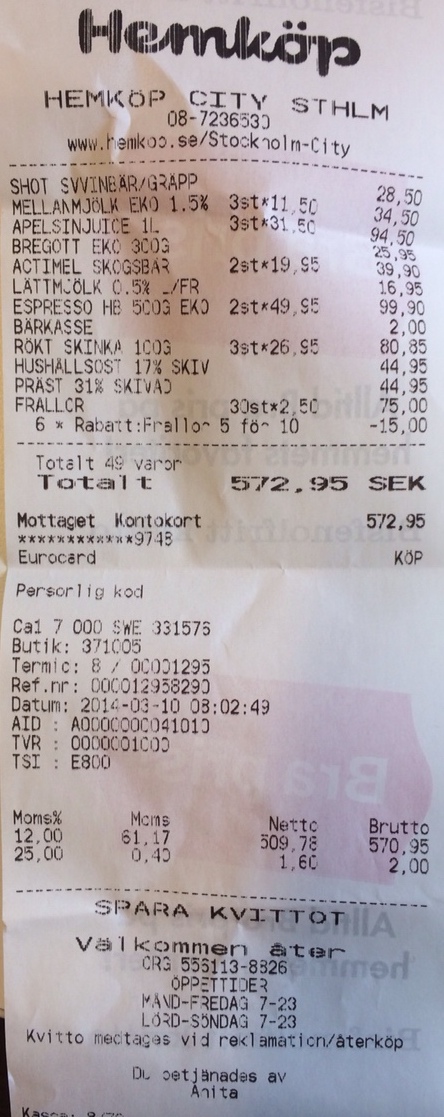 Hemköp
HEMKÖP CITY STHLM
08-7236530
www.hemkop.se/Stockholm-City
SHOT SVVINBÄR/GRAPP 28,50
MELLANMJÖLK EKO 1.5% 3st*11,50 34,50
APELSINJUICE 1L 3st*31,50 94,50
BREGOTT EKO 300G 25,95
ACTIMEL SKOGSBÄR 2st*19,95 39,90
LÄTTMJÖLK 0.5% L/FR 16,95
ESPRESSO HB 500G EKO 2st*49,95 99,90
BÄRKASSE 2,00
RÖKT SKINKA 100G 3st*26,95 80,85
HUSHÅLLSOST 17% SKIV 44,95
PRÄST 31% SKIVAD 44,95
FRALLOR 30st*2,50 75,00
6 * Rabatt:Frallor 5 för 10 -15,00
Totalt 49 varor
Totalt 572,95 SEK
Mottaget Kontokort 572,95
************9748
Eurocard KÖP
Personlig kod
Ca1 7 000 SWE 331576
Butik: 371005
Termid: 8 / 00001295
Ref.nr: 000012958290
Datum: 2014-03-10 08:02:49
AID : A0000000041010
TVR : 0000001000
TSI : E800
Moms% Moms Netto Brutto
12,00 61,17 509,78 570,95
25,00 0,40 1,60 2,00
SPARA KVITTOT
Välkommen åter
ORG 556113-8826
ÖPPETTIDER
MÅND-FREDAG 7-23
LÖRD-SÖNDAG 7-23
Kvitto medtages vid reklamation/återköp
Du betjänades av
Anita